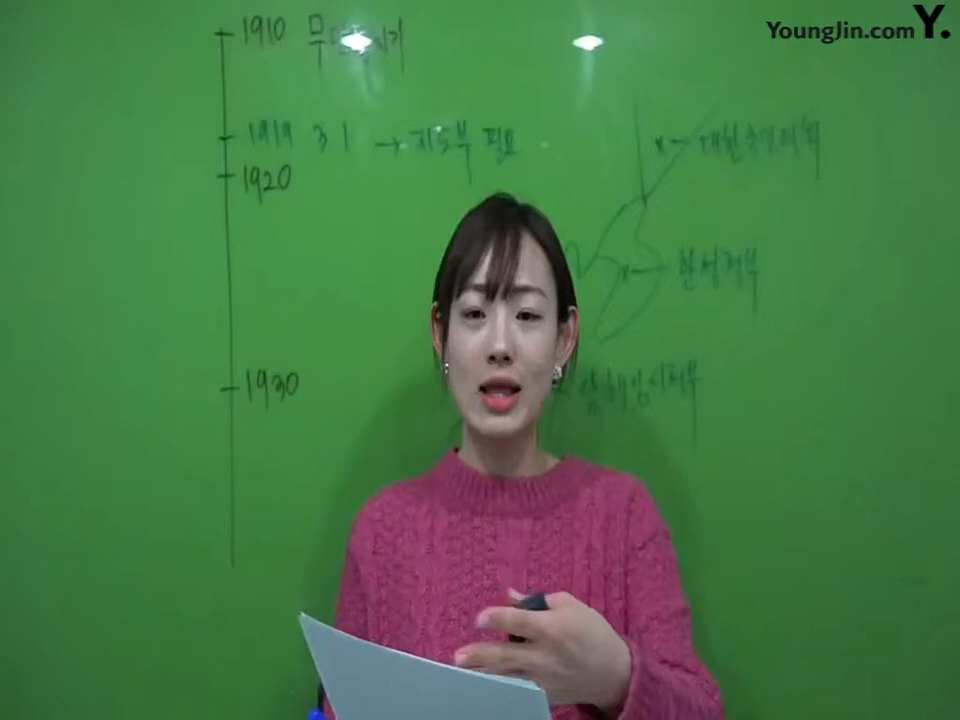 YoungJin.com Y.
1910 무단통치기
1919 3 1 → 지도부 필요
1920
x 대한국민의회
x 한성정부
1930
상해임시정부